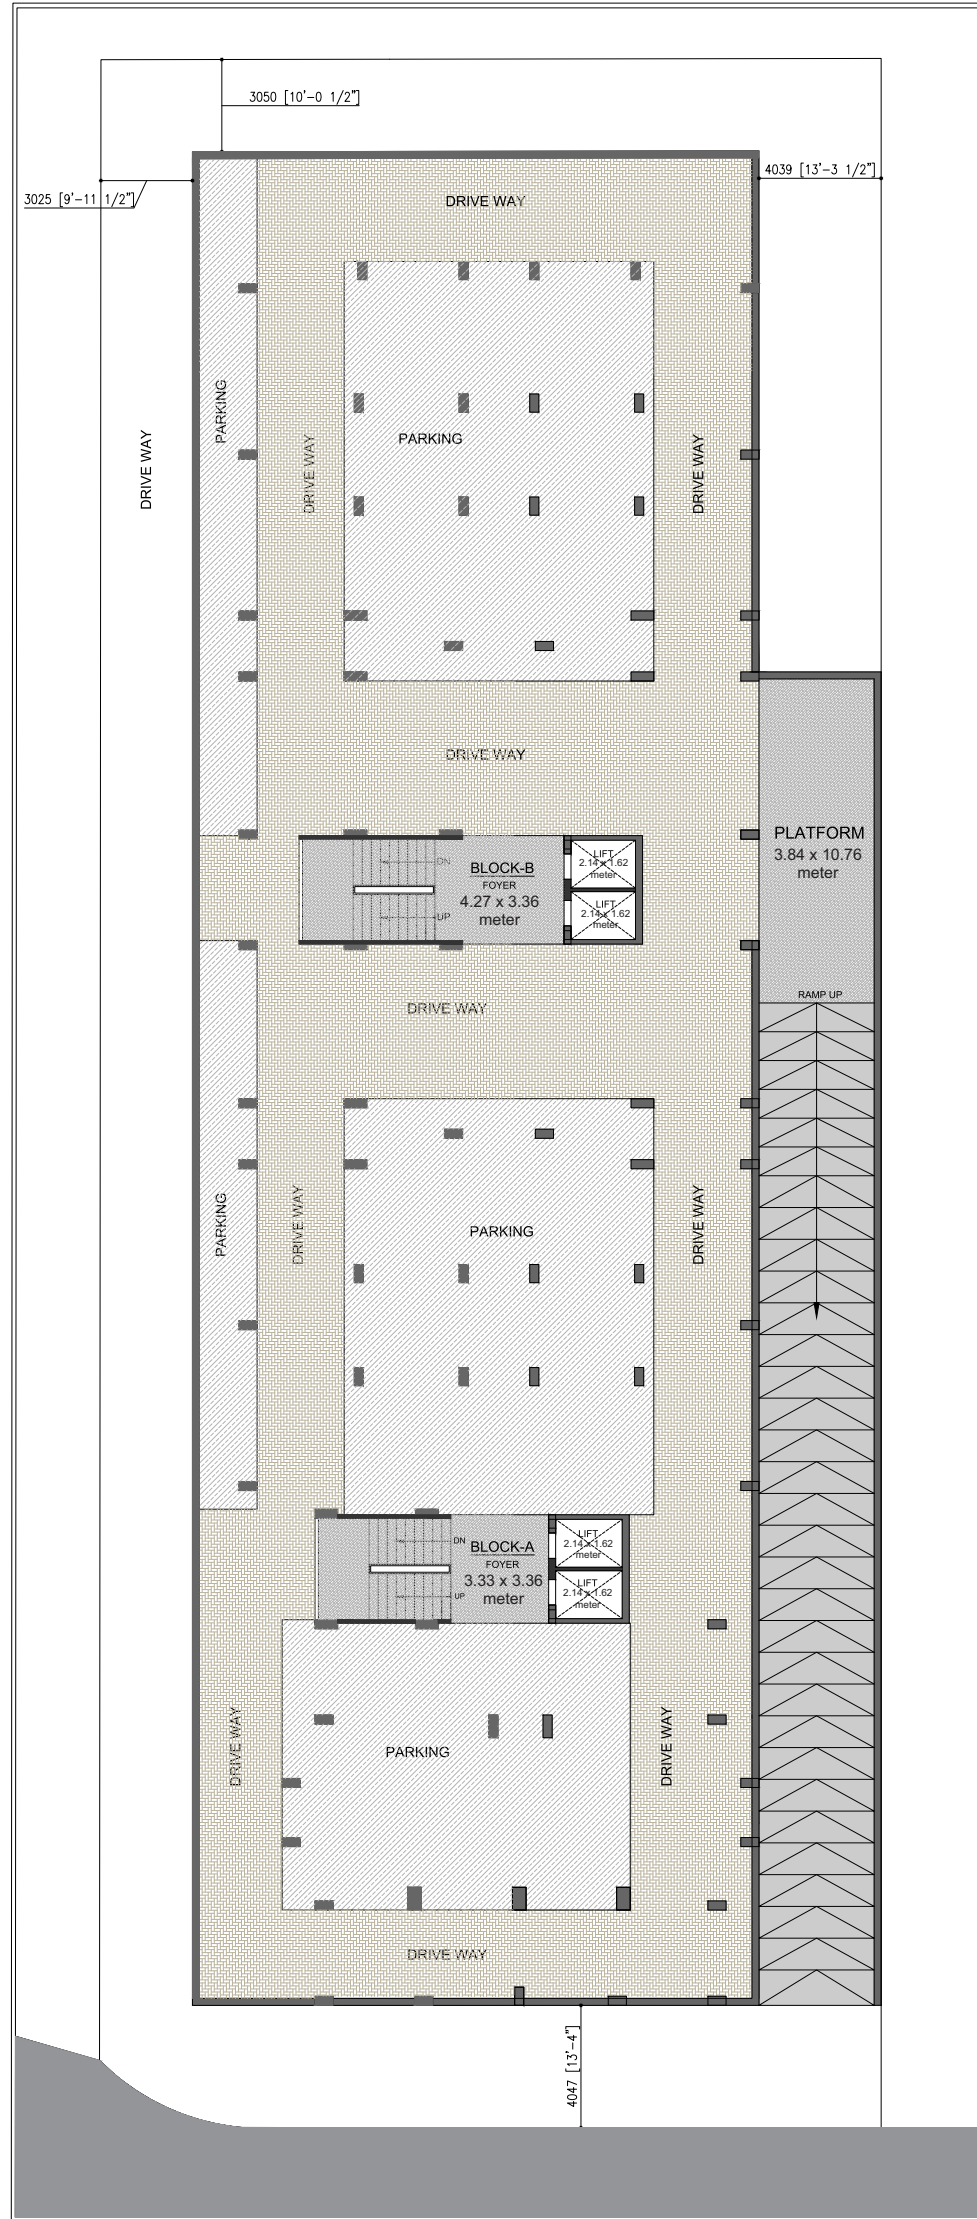 3050 [10'-0 1/2"]
4039 [13'-3 1/2"]
3025 [9'-11 1/2"]
DRIVE WAY
PARKING
DRIVE WAY
DRIVE WAY
PARKING
DRIVE WAY
DRIVE WAY
PLATFORM
3.84 x 10.76
meter
DN
UP
BLOCK-B
FOYER
4.27 x 3.36
meter
LIFT
2.14 x 1.62
meter
LIFT
2.14 x 1.62
meter
RAMP UP
DRIVE WAY
PARKING
DRIVE WAY
PARKING
DRIVE WAY
DN
UP
BLOCK-A
FOYER
3.33 x 3.36
meter
LIFT
2.14 x 1.62
meter
LIFT
2.14 x 1.62
meter
DRIVE WAY
PARKING
DRIVE WAY
DRIVE WAY
4047 [13'-4"]